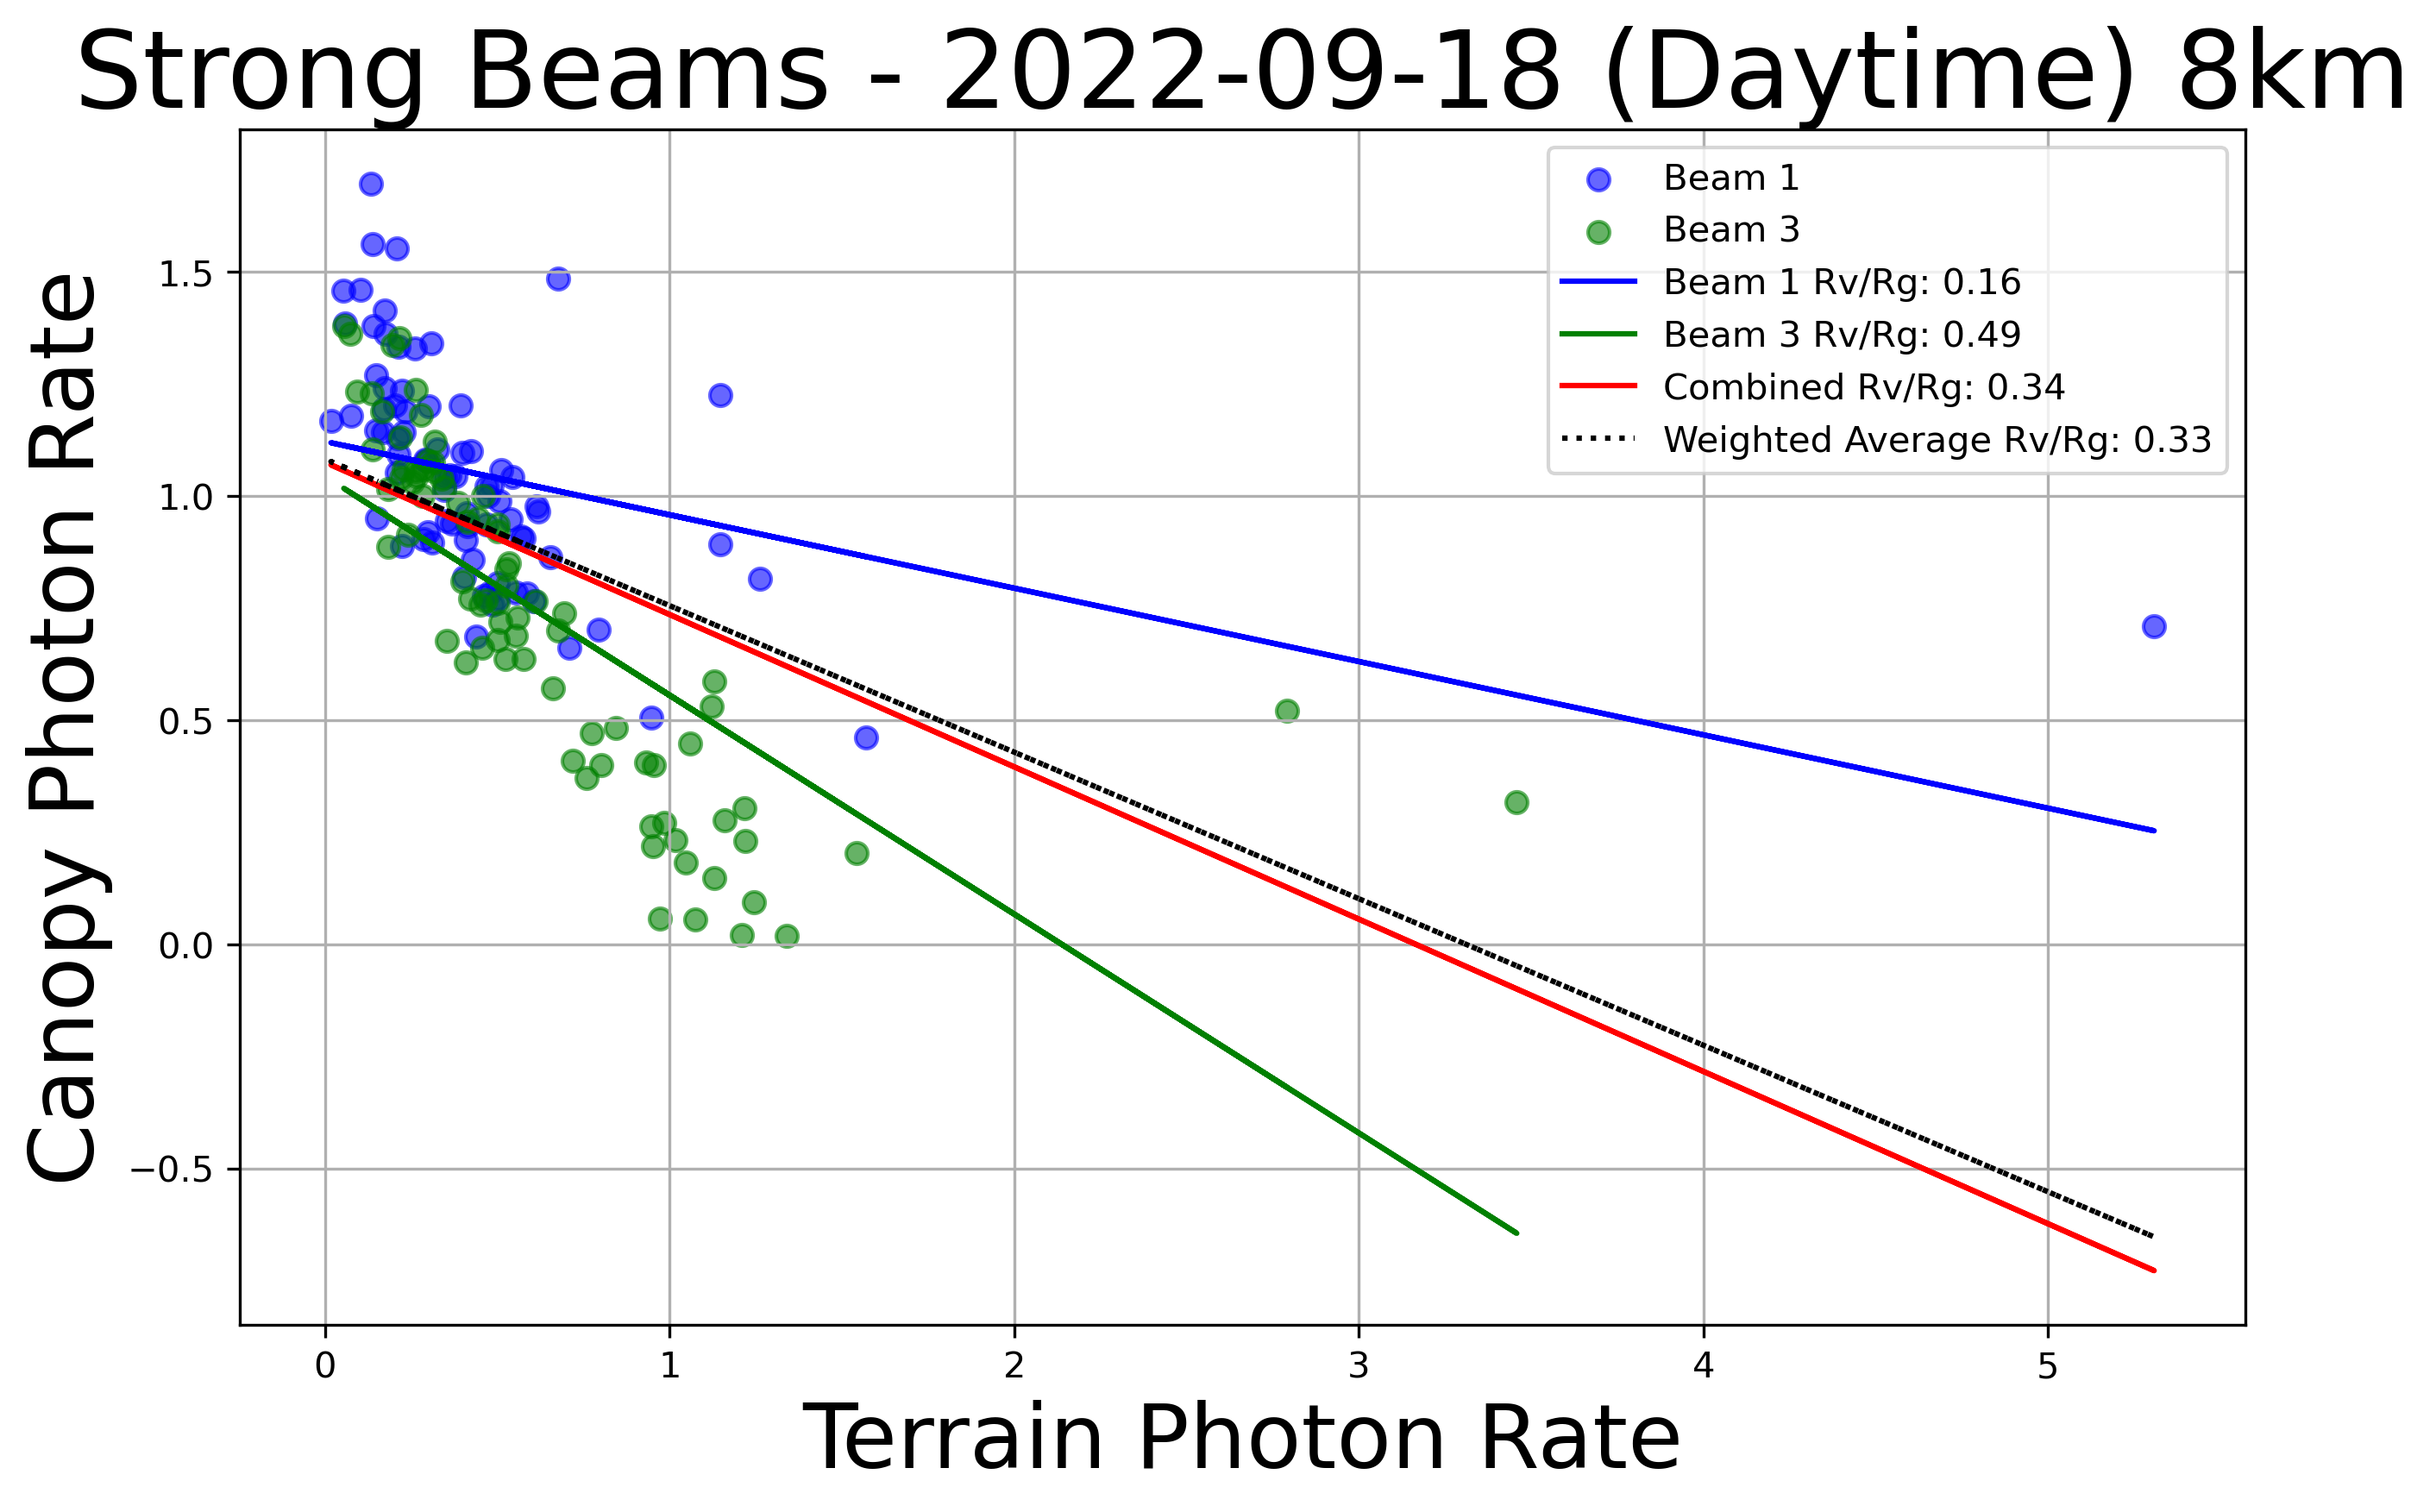 Strong Beams - 2022-09-18 (Daytime) 8km
Canopy Photon Rate
1.5
1.0
0.5
0.0
−0.5
Beam 1
Beam 3
Beam 1 Rv/Rg: 0.16
Beam 3 Rv/Rg: 0.49
Combined Rv/Rg: 0.34
Weighted Average Rv/Rg: 0.33
0 1 2 3 4 5
Terrain Photon Rate